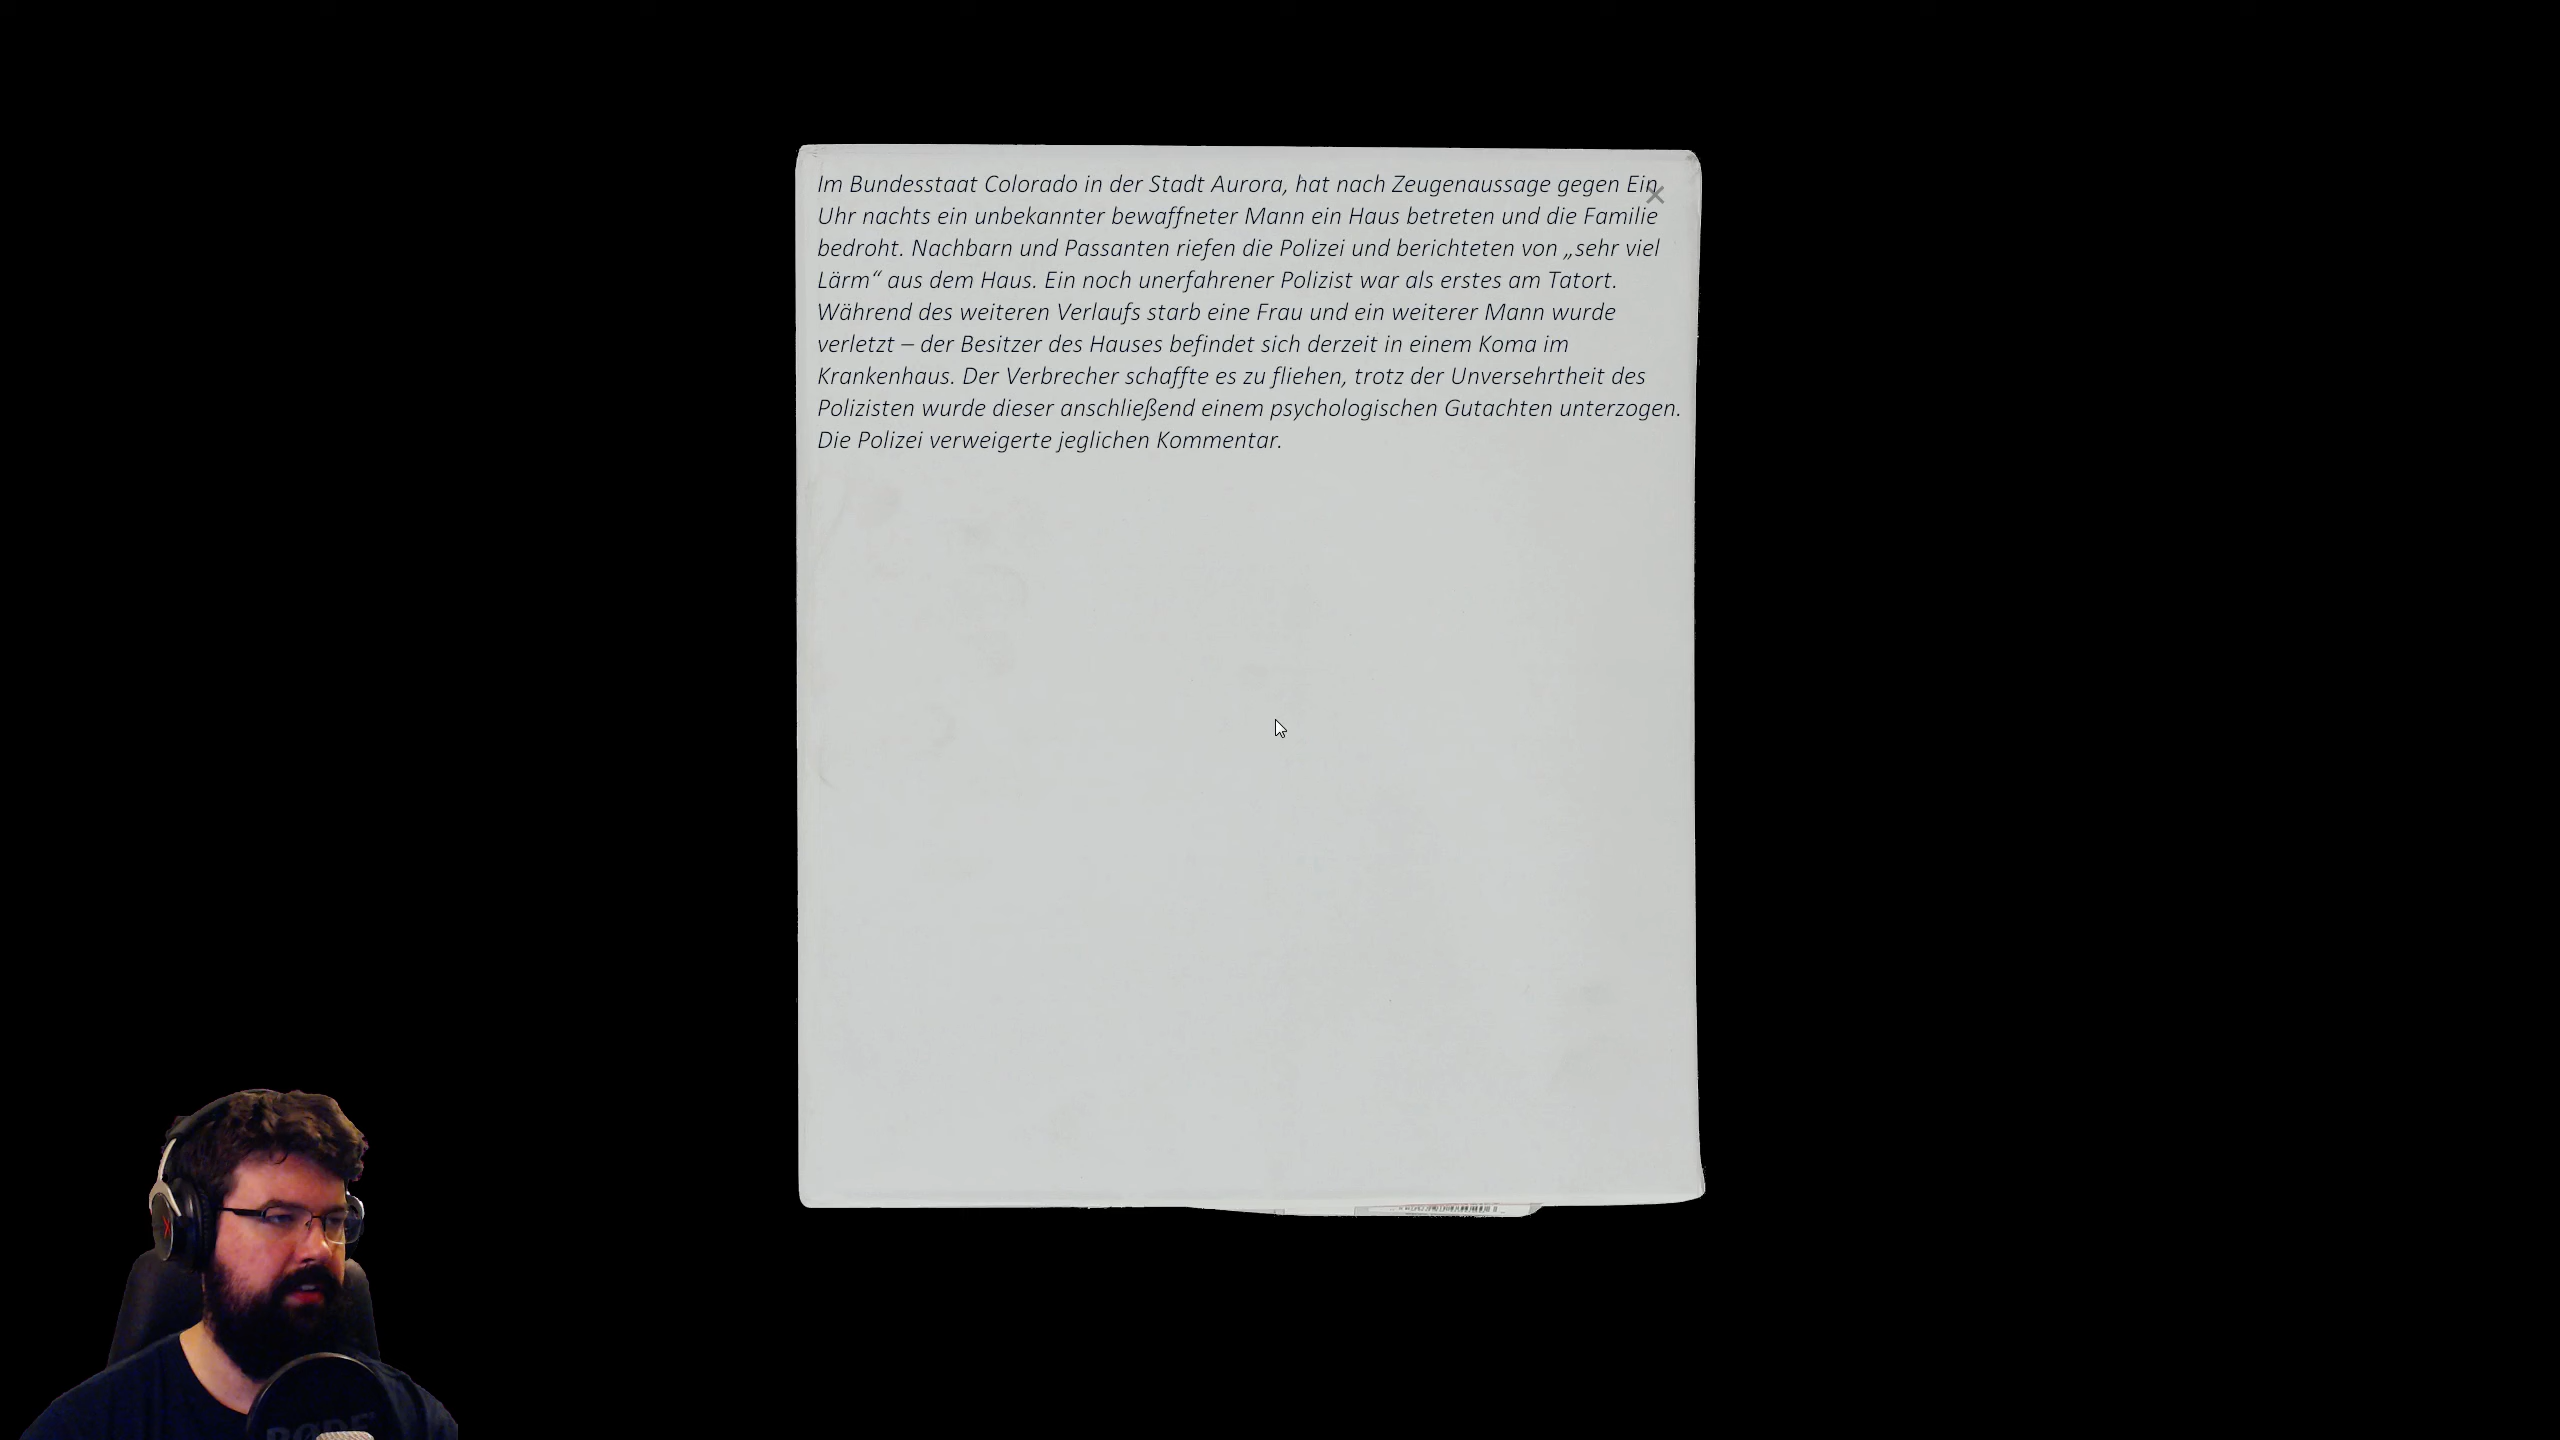 Im Bundesstaat Colorado in der Stadt Aurora, hat nach Zeugenaussage gegen Ein
Uhr nachts ein unbekannter bewaffneter Mann ein Haus betreten und die Familie
bedroht. Nachbarn und Passanten riefen die Polizei und berichteten von „sehr viel
Lärm“ aus dem Haus. Ein noch unerfahrener Polizist war als erstes am Tatort.
Während des weiteren Verlaufs starb eine Frau und ein weiterer Mann wurde
verletzt – der Besitzer des Hauses befindet sich derzeit in einem Koma im
Krankenhaus. Der Verbrecher schaffte es zu fliehen, trotz der Unversehrtheit des
Polizisten wurde dieser anschließend einem psychologischen Gutachten unterzogen.
Die Polizei verweigerte jeglichen Kommentar.
RØDE